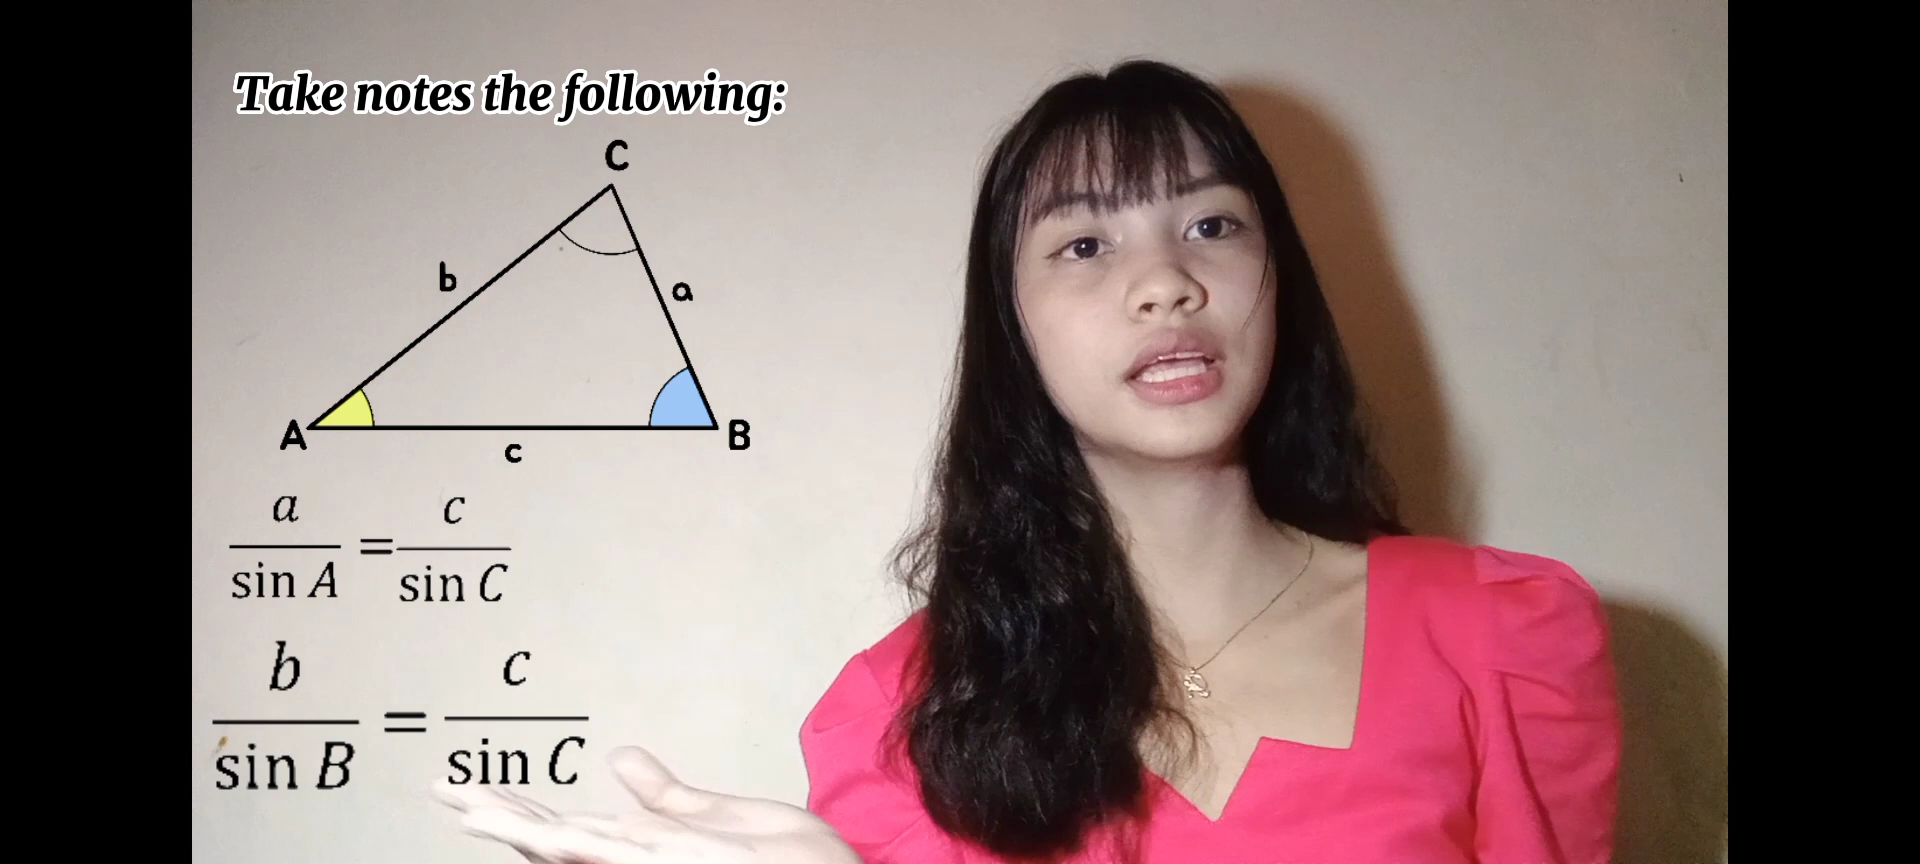 Take notes the following:
C
b
a
A
B
c
a c
= 
sin A sin C
b c
=
sin B sin C